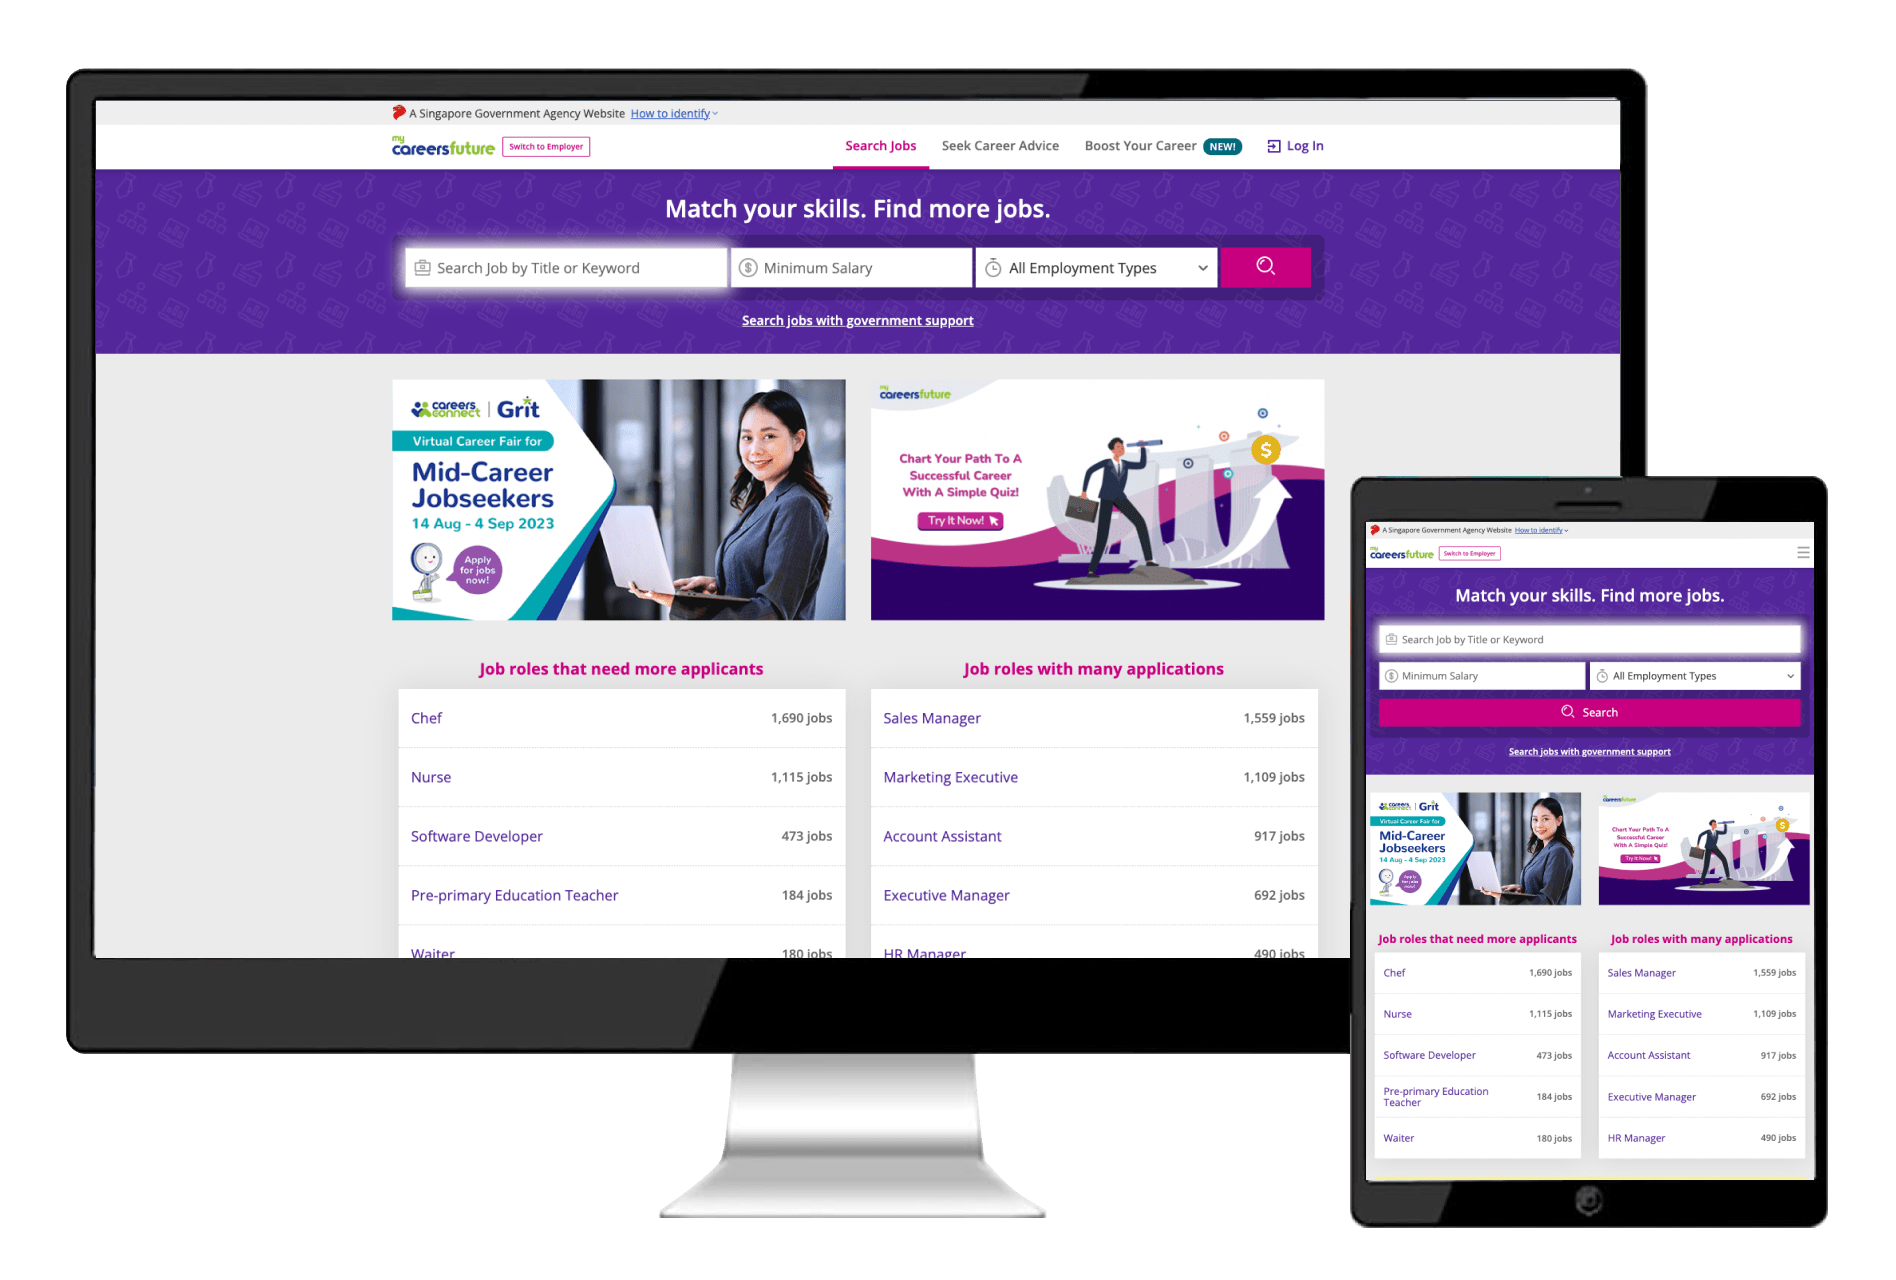 A Singapore Government Agency Website How to identify
my careersfuture Switch to Employer Search Jobs Seek Career Advice Boost Your Career NEW! Log In
Match your skills. Find more jobs.
Search Job by Title or Keyword Minimum Salary All Employment Types
Search jobs with government support
careers connect | Grit
Virtual Career Fair for
Mid-Career
Jobseekers
14 Aug - 4 Sep 2023
Apply
for jobs
now!
my careersfuture
Chart Your Path To A
Successful Career
With A Simple Quiz!
Try It Now!
$
Job roles that need more applicants
Chef 1,690 jobs
Nurse 1,115 jobs
Software Developer 473 jobs
Pre-primary Education Teacher 184 jobs
Waiter 180 jobs
Job roles with many applications
Sales Manager 1,559 jobs
Marketing Executive 1,109 jobs
Account Assistant 917 jobs
Executive Manager 692 jobs
HR Manager 490 jobs
A Singapore Government Agency Website How to identify
my careersfuture Switch to Employer
Match your skills. Find more jobs.
Search Job by Title or Keyword
Minimum Salary All Employment Types
Search
Search jobs with government support
careers connect | Grit
Virtual Career Fair for
Mid-Career
Jobseekers
14 Aug - 4 Sep 2023
Apply
for jobs
now!
careersfuture
Chart Your Path To A
Successful Career
With A Simple Quiz!
Try It Now!
$
Job roles that need more applicants
Chef 1,690 jobs
Nurse 1,115 jobs
Software Developer 473 jobs
Pre-primary Education
Teacher 184 jobs
Waiter 180 jobs
Job roles with many applications
Sales Manager 1,559 jobs
Marketing Executive 1,109 jobs
Account Assistant 917 jobs
Executive Manager 692 jobs
HR Manager 490 jobs